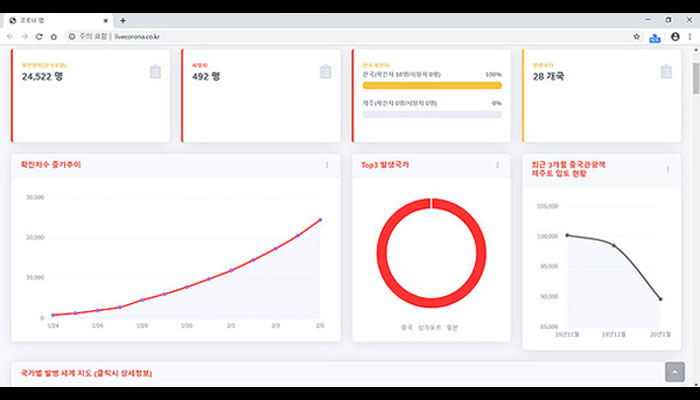 코로나 맵
주의 요함 | livecorona.co.kr
확진환자(한국포함)
24,522 명
사망자
492 명
한국 확진자
한국(확진자 18명/사망자 0명) 100%
제주(확진자 0명/사망자 0명) 0%
발생국가
28 개국
확진자수 증가추이
30,000
20,000
10,000
0
1/24 1/26 1/28 1/30 2/1 2/3 2/5
Top3 발생국가
중국 싱가포르 일본
최근 3개월 중국관광객
제주도 입도 현황
105,000
100,000
95,000
90,000
85,000
19년11월 19년12월 20년1월
국가별 발병 세계 지도 (클릭시 상세정보)